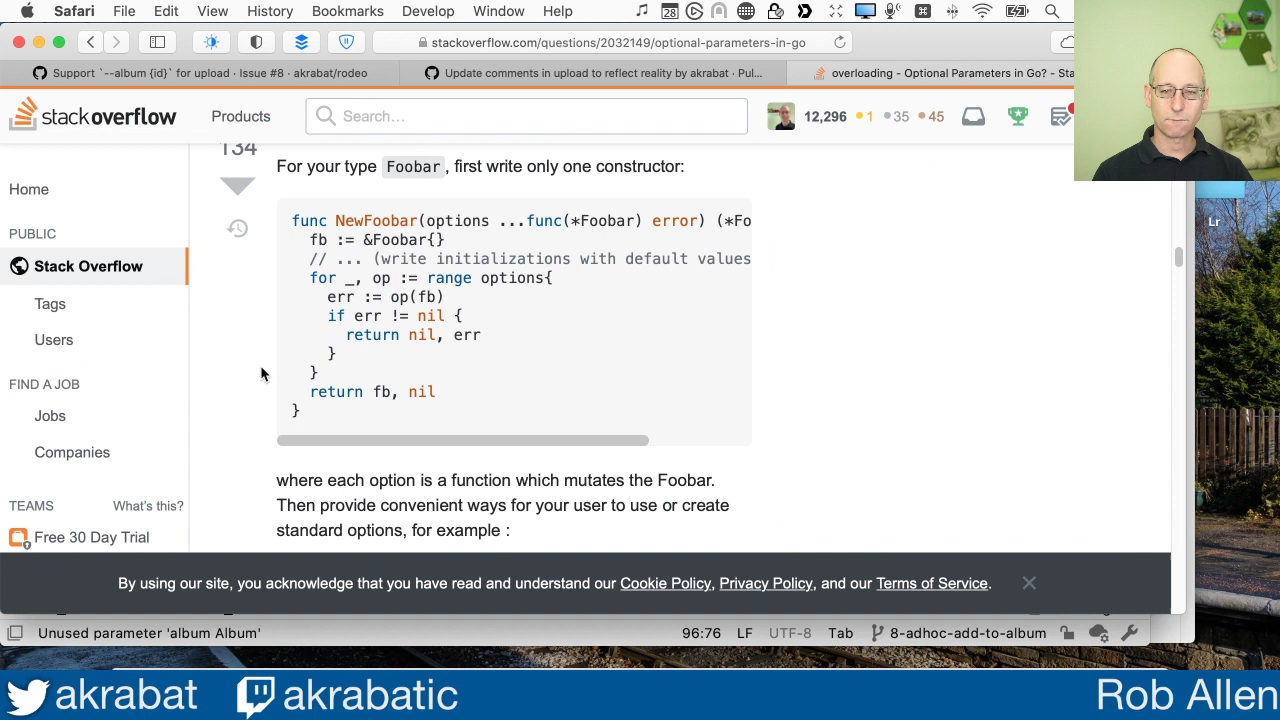 Safari File Edit View History Bookmarks Develop Window Help
28
stackoverflow.com/questions/2032149/optional-parameters-in-go
Support `--album {id}` for upload · Issue #8 · akrabat/rodeo
Update comments in upload to reflect reality by akrabat · Pul...
overloading - Optional Parameters in Go? - Sta
stackoverflow
Products
Search...
12,296 1 35 45
134
For your type Foobar , first write only one constructor:
Home
PUBLIC
Stack Overflow
Tags
Users
FIND A JOB
Jobs
Companies
TEAMS What's this?
Free 30 Day Trial
func NewFoobar(options ...func(*Foobar) error) (*Fo
fb := &Foobar{}
// ... (write initializations with default values
for _, op := range options{
err := op(fb)
if err != nil {
return nil, err
}
}
return fb, nil
}
where each option is a function which mutates the Foobar.
Then provide convenient ways for your user to use or create
standard options, for example :
By using our site, you acknowledge that you have read and understand our Cookie Policy, Privacy Policy, and our Terms of Service.
Lr
Unused parameter 'album Album'
96:76 LF UTF-8 Tab 8-adhoc-add-to-album
akrabat akrabatic Rob Allen